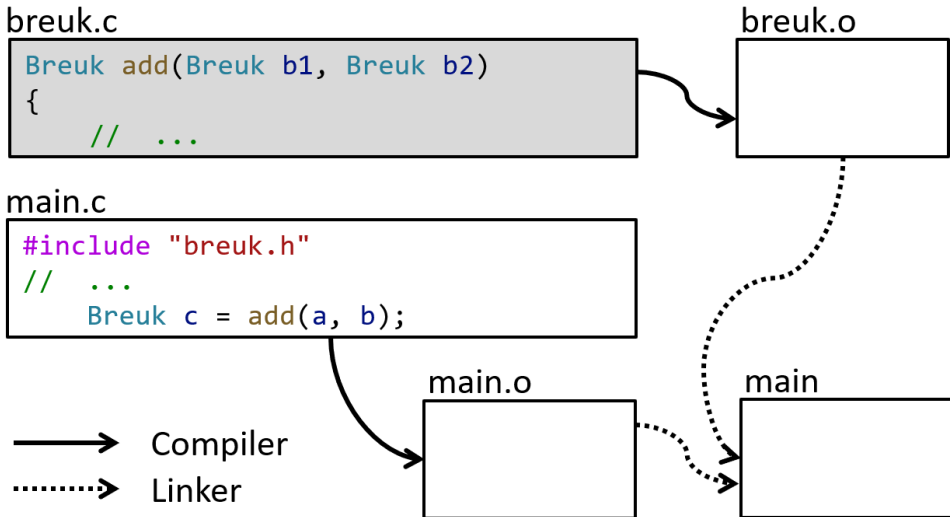 breuk.c
Breuk add(Breuk b1, Breuk b2)
{
    //  ...
breuk.o
main.c
#include "breuk.h"
//  ...
    Breuk c = add(a, b);
main.o
main
Compiler
Linker